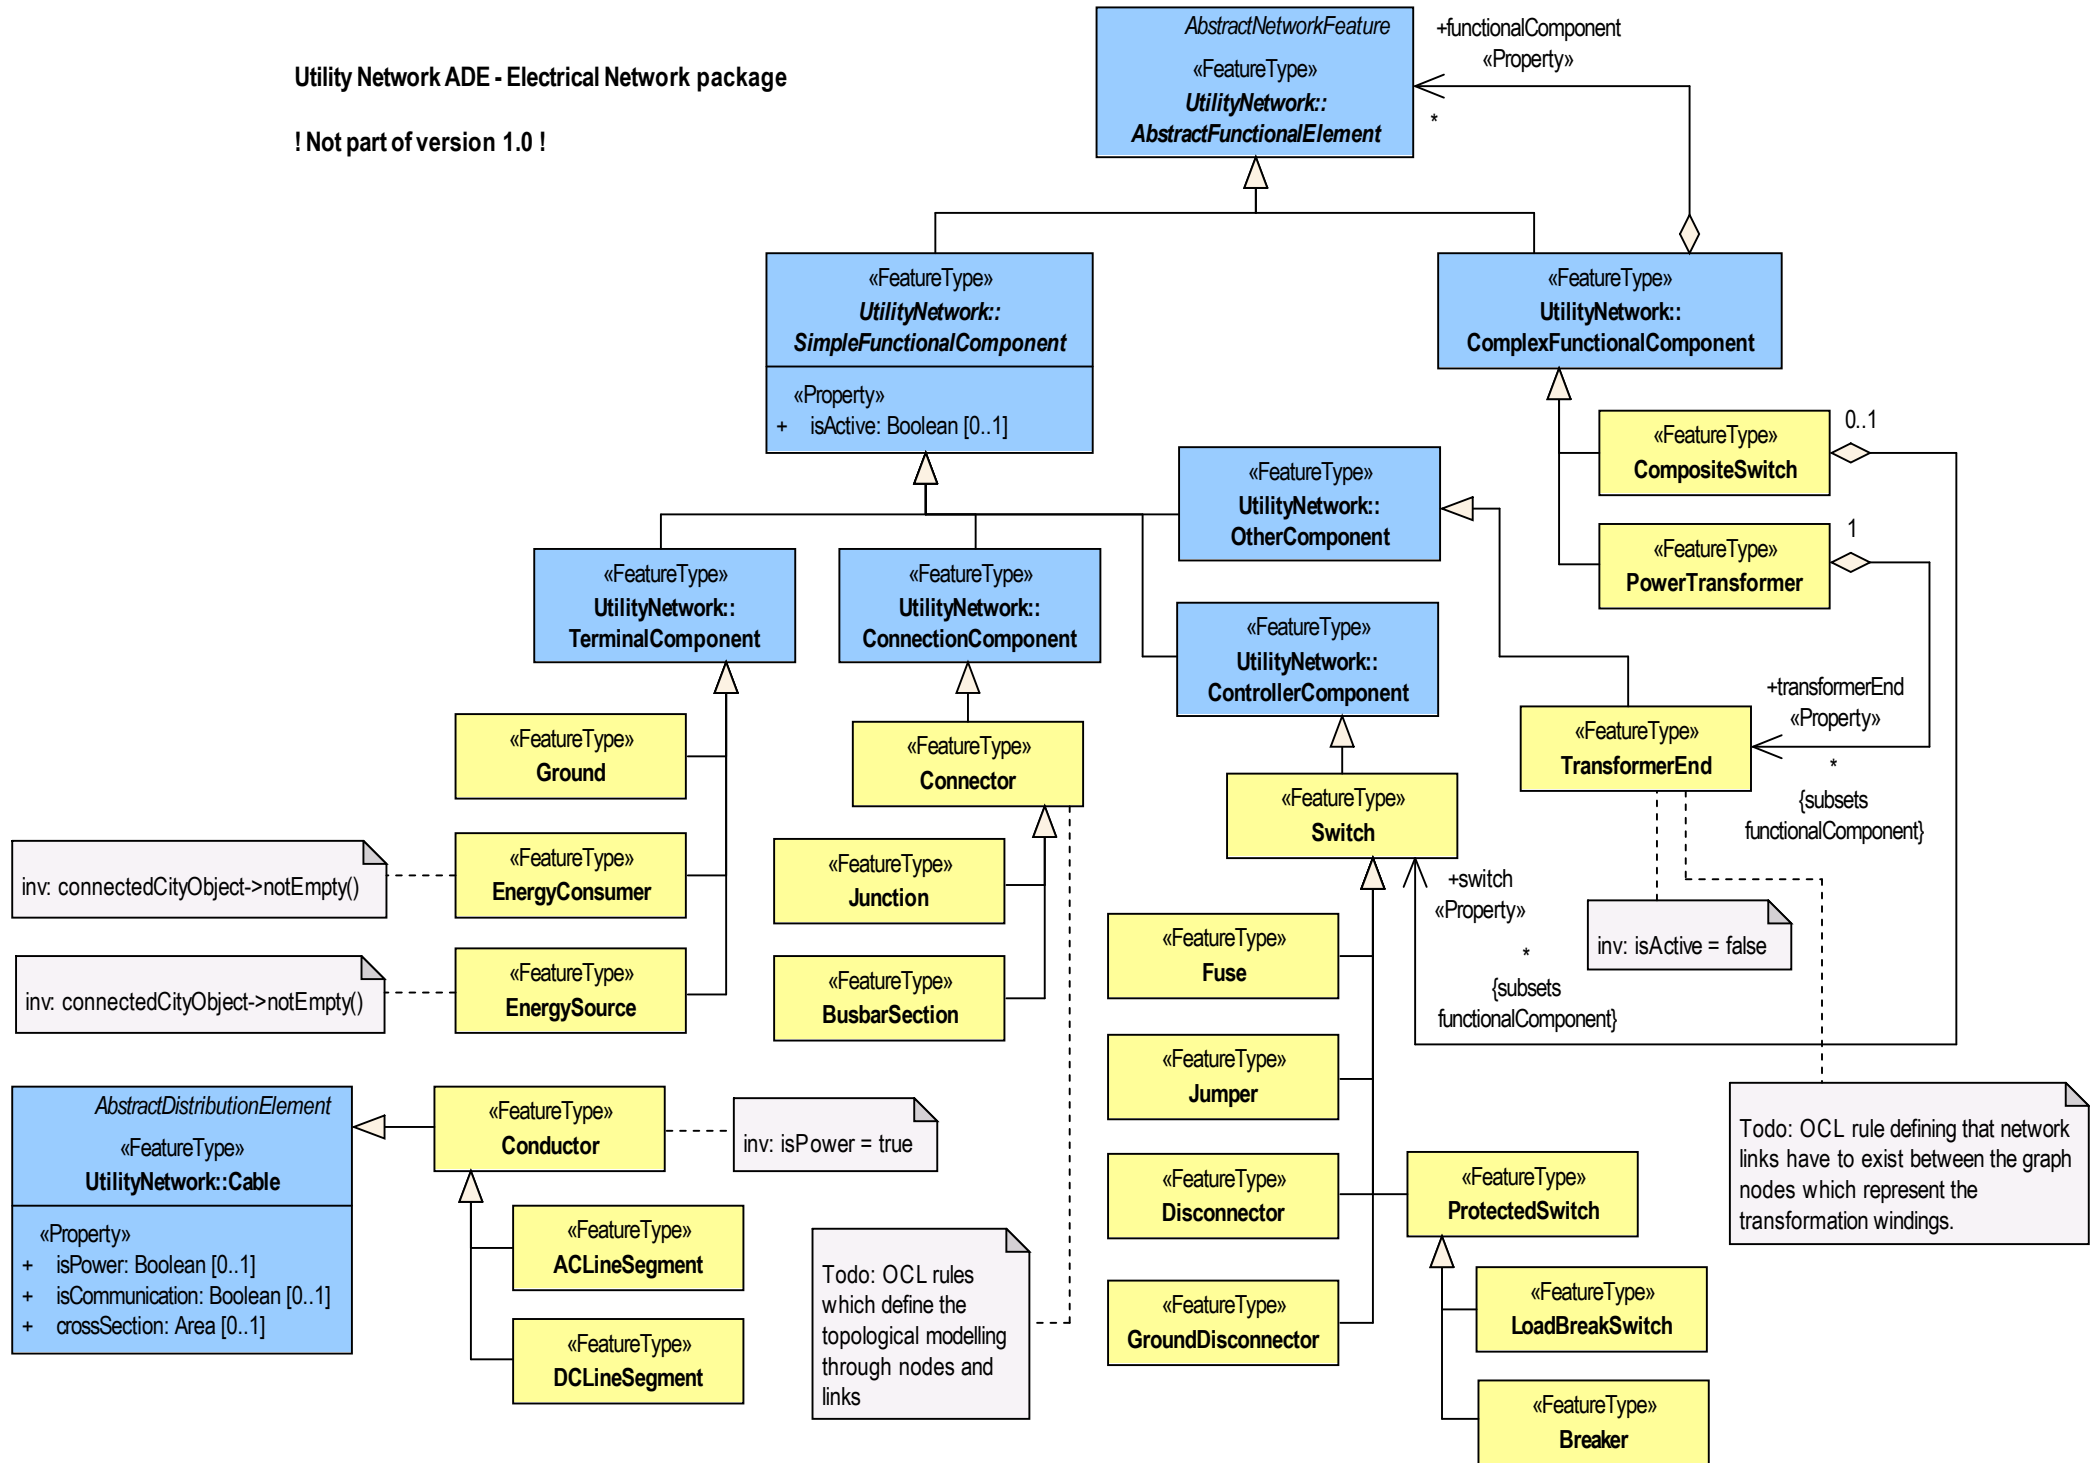 Utility Network ADE - Electrical Network package
! Not part of version 1.0 !
AbstractNetworkFeature
«FeatureType»
UtilityNetwork::
AbstractFunctionalElement
+functionalComponent
«Property»
*
«FeatureType»
UtilityNetwork::
SimpleFunctionalComponent
«Property»
+ isActive: Boolean [0..1]
«FeatureType»
UtilityNetwork::
ComplexFunctionalComponent
«FeatureType»
CompositeSwitch
0..1
«FeatureType»
PowerTransformer
1
«FeatureType»
UtilityNetwork::
OtherComponent
«FeatureType»
UtilityNetwork::
TerminalComponent
«FeatureType»
UtilityNetwork::
ConnectionComponent
«FeatureType»
UtilityNetwork::
ControllerComponent
+transformerEnd
«Property»
*
{subsets
functionalComponent}
«FeatureType»
TransformerEnd
«FeatureType»
Ground
«FeatureType»
Connector
«FeatureType»
Switch
inv: connectedCityObject->notEmpty()
«FeatureType»
EnergyConsumer
«FeatureType»
Junction
+switch
«Property»
*
{subsets
functionalComponent}
inv: isActive = false
inv: connectedCityObject->notEmpty()
«FeatureType»
EnergySource
«FeatureType»
BusbarSection
«FeatureType»
Fuse
«FeatureType»
Jumper
AbstractDistributionElement
«FeatureType»
UtilityNetwork::Cable
«Property»
+ isPower: Boolean [0..1]
+ isCommunication: Boolean [0..1]
+ crossSection: Area [0..1]
«FeatureType»
Conductor
inv: isPower = true
«FeatureType»
ACLineSegment
«FeatureType»
DCLineSegment
Todo: OCL rules
which define the
topological modelling
through nodes and
links
«FeatureType»
Disconnector
«FeatureType»
ProtectedSwitch
«FeatureType»
GroundDisconnector
«FeatureType»
LoadBreakSwitch
«FeatureType»
Breaker
Todo: OCL rule defining that network
links have to exist between the graph
nodes which represent the
transformation windings.